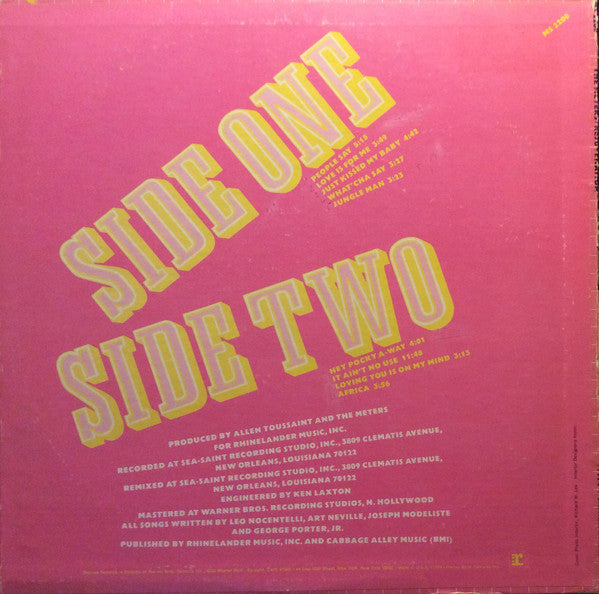 MS 2200
SIDE ONE
PEOPLE SAY 5:15
LOVE IS FOR ME 3:49
JUST KISSED MY BABY 4:42
WHAT'CHA SAY 3:27
JUNGLE MAN 3:23
SIDE TWO
HEY POCKY A-WAY 4:01
IT AIN'T NO USE 11:48
LOVING YOU IS ON MY MIND 3:13
AFRICA 3:56
PRODUCED BY ALLEN TOUSSAINT AND THE METERS
FOR RHINELANDER MUSIC, INC.
RECORDED AT SEA-SAINT RECORDING STUDIO, INC., 3809 CLEMATIS AVENUE,
NEW ORLEANS, LOUISIANA 70122
REMIXED AT SEA-SAINT RECORDING STUDIO, INC., 3809 CLEMATIS AVENUE,
NEW ORLEANS, LOUISIANA 70122
ENGINEERED BY KEN LAXTON
MASTERED AT WARNER BROS. RECORDING STUDIOS, N. HOLLYWOOD
ALL SONGS WRITTEN BY LEO NOCENTELLI, ART NEVILLE, JOSEPH MODELISTE
AND GEORGE PORTER, JR.
PUBLISHED BY RHINELANDER MUSIC, INC. AND CABBAGE ALLEY MUSIC (BMI)